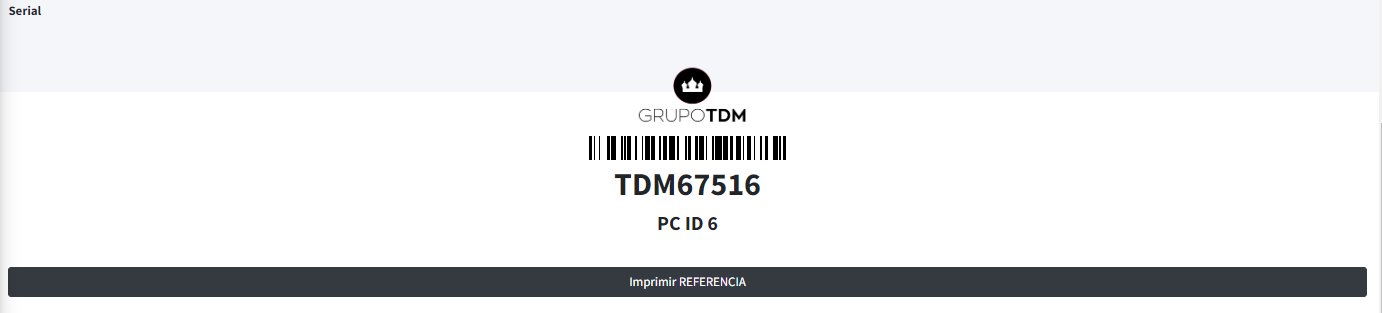 Serial
GRUPOTDM
TDM67516
PC ID 6
Imprimir REFERENCIA